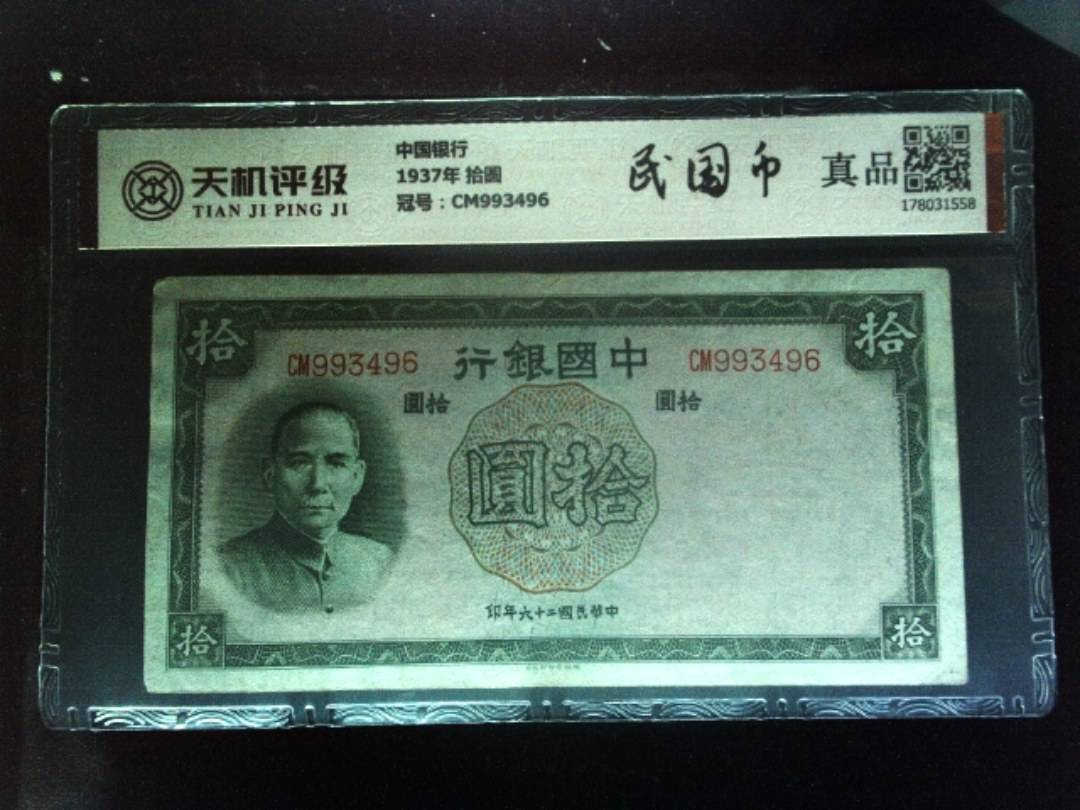 天机评级
TIAN JI PING JI
中国银行
1937年 拾圆
冠号：CM993496
民国币
真品
178031558
拾
拾
CM993496
行銀國中
CM993496
圓拾
圓拾
圓拾
印年六十二國民華中
拾
拾